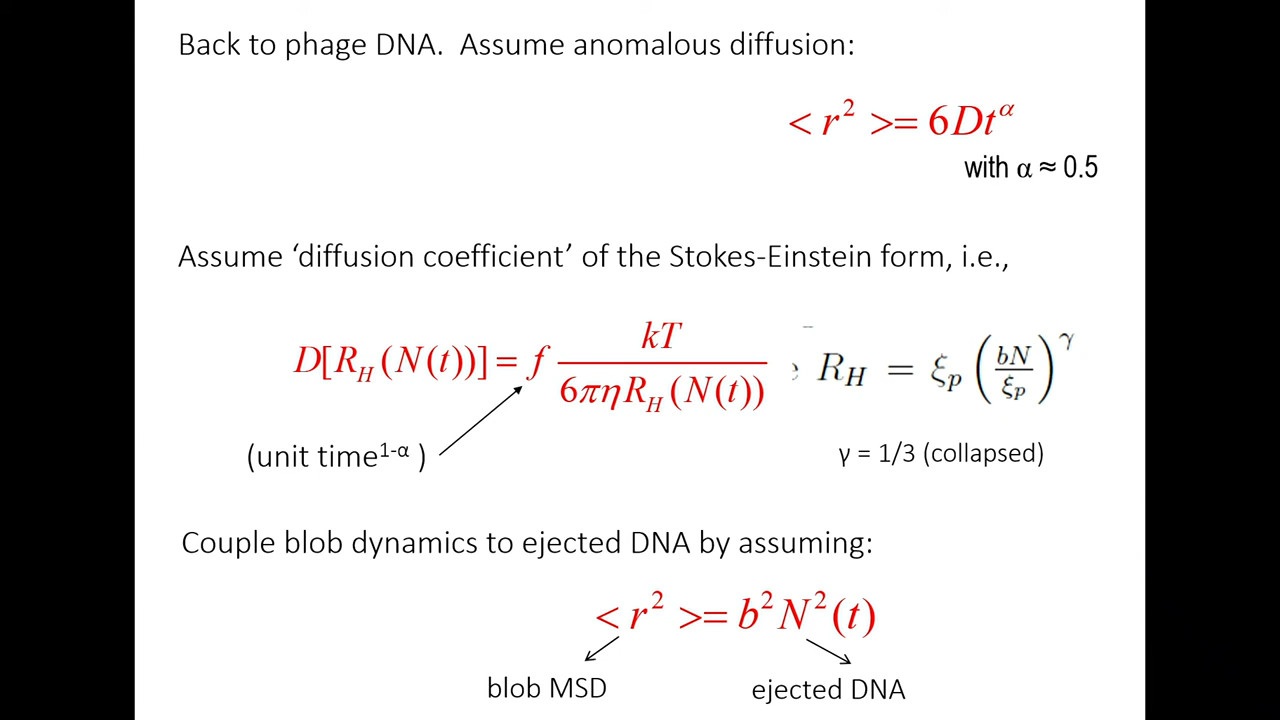 Back to phage DNA. Assume anomalous diffusion:
< r² >= 6Dt^α
with α ≈ 0.5
Assume ‘diffusion coefficient’ of the Stokes-Einstein form, i.e.,
D[R_H(N(t))] = f kT / 6πηR_H(N(t))
R_H = ξ_p (bN/ξ_p)^γ
(unit time^1-α )
γ = 1/3 (collapsed)
Couple blob dynamics to ejected DNA by assuming:
< r² >= b²N²(t)
blob MSD
ejected DNA